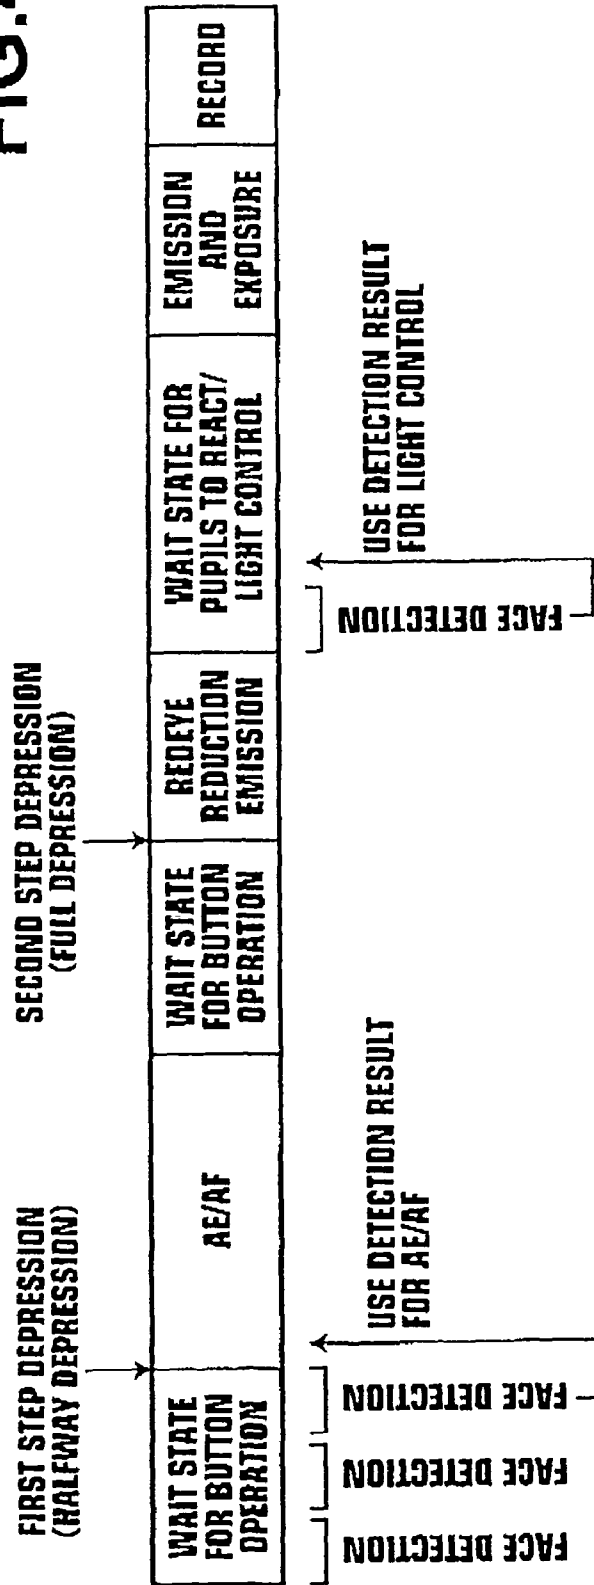 FIG.
FIRST STEP DEPRESSION
(HALFWAY DEPRESSION)
SECOND STEP DEPRESSION
(FULL DEPRESSION)
WAIT STATE
FOR BUTTON
OPERATION
AE/AF
WAIT STATE
FOR BUTTON
OPERATION
REDEYE
REDUCTION
EMISSION
WAIT STATE FOR
PUPILS TO REACT/
LIGHT CONTROL
EMISSION
AND
EXPOSURE
RECORD
FACE DETECTION
FACE DETECTION
FACE DETECTION
USE DETECTION RESULT
FOR AE/AF
FACE DETECTION
USE DETECTION RESULT
FOR LIGHT CONTROL